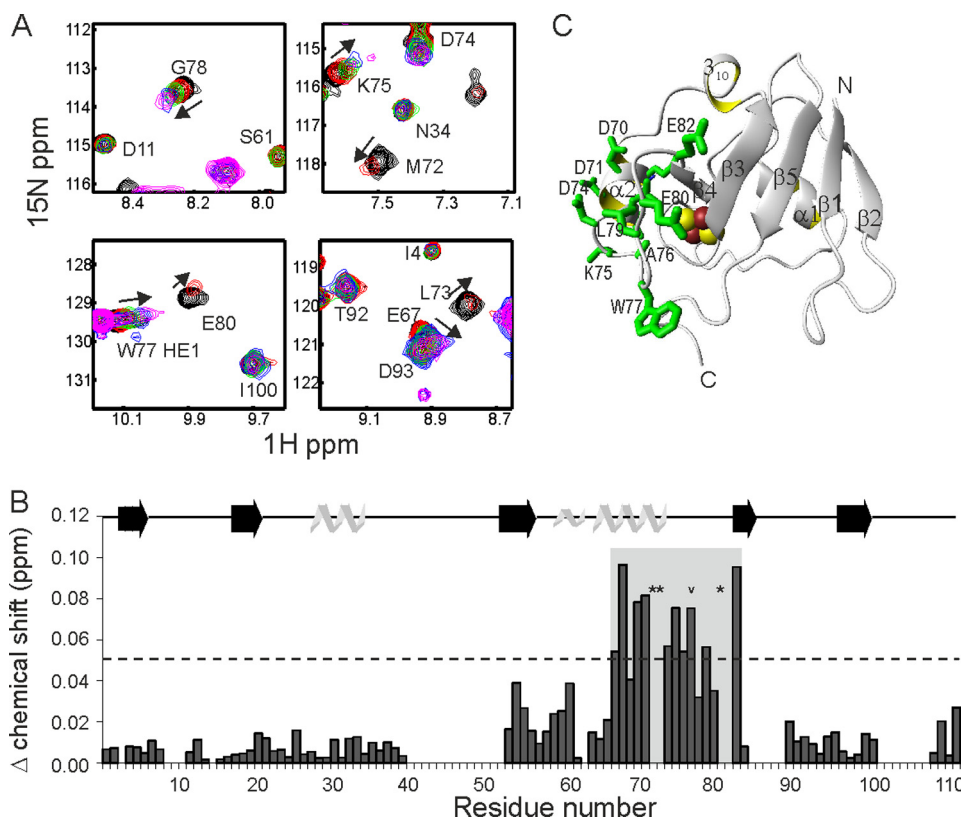 A
15N ppm
1H ppm
112
113
114
115
116
G78
D11
S61
8.4
8.2
8.0
115
116
117
118
D74
K75
N34
M72
7.5
7.3
7.1
128
129
130
131
E80
W77 HE1
I100
10.1
9.9
9.7
119
120
121
122
I4
L73
T92
E67
D93
9.1
8.9
8.7
C
3 10
N
D70
E82
D71
β3
D74
α2
β4
β5
E80
α1
β1
β2
L79
A76
K75
W77
C
B
Δ chemical shift (ppm)
0.12
0.10
0.08
0.06
0.04
0.02
0.00
** v *
10 20 30 40 50 60 70 80 90 100 110
Residue number